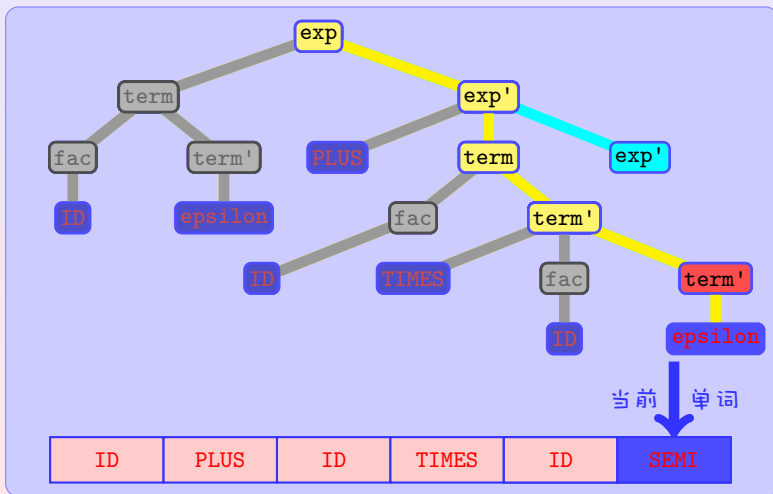 exp
term exp'
fac term' PLUS term exp'
ID epsilon fac term'
ID TIMES fac term'
ID epsilon
当前 单词
ID PLUS ID TIMES ID SEMI